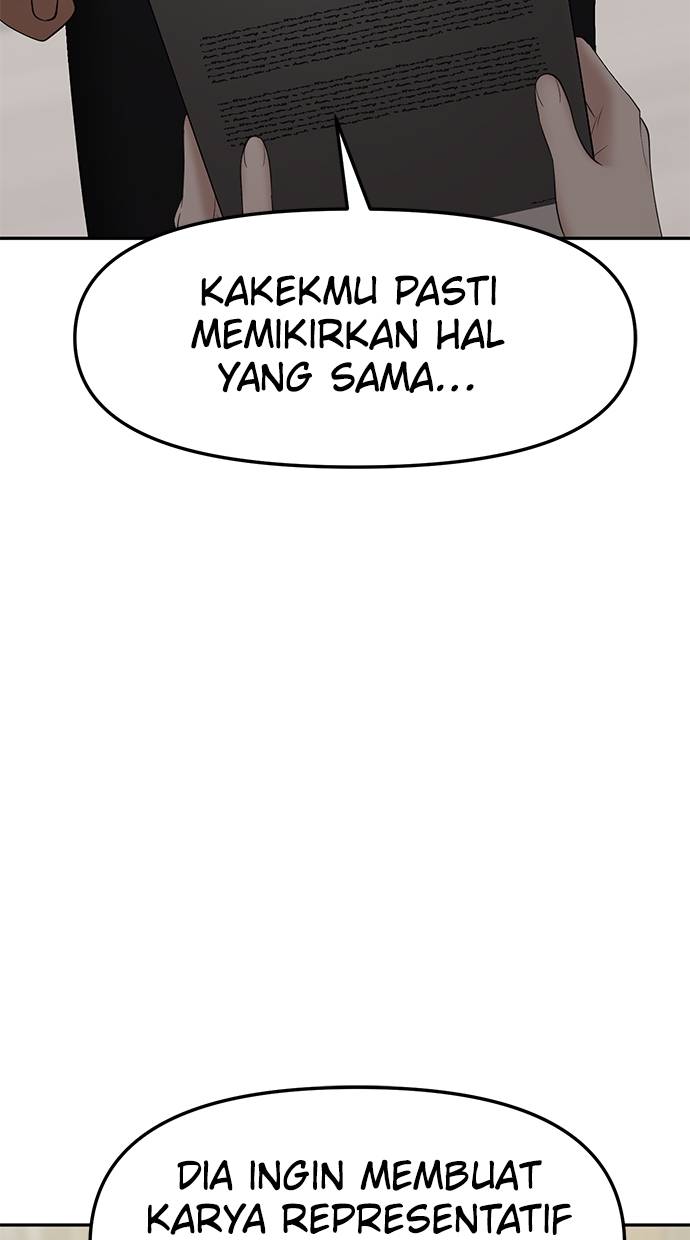 KAKEKMU PASTI
MEMIKIRKAN HAL
YANG SAMA...
DIA INGIN MEMBUAT
KARYA REPRESENTATIF